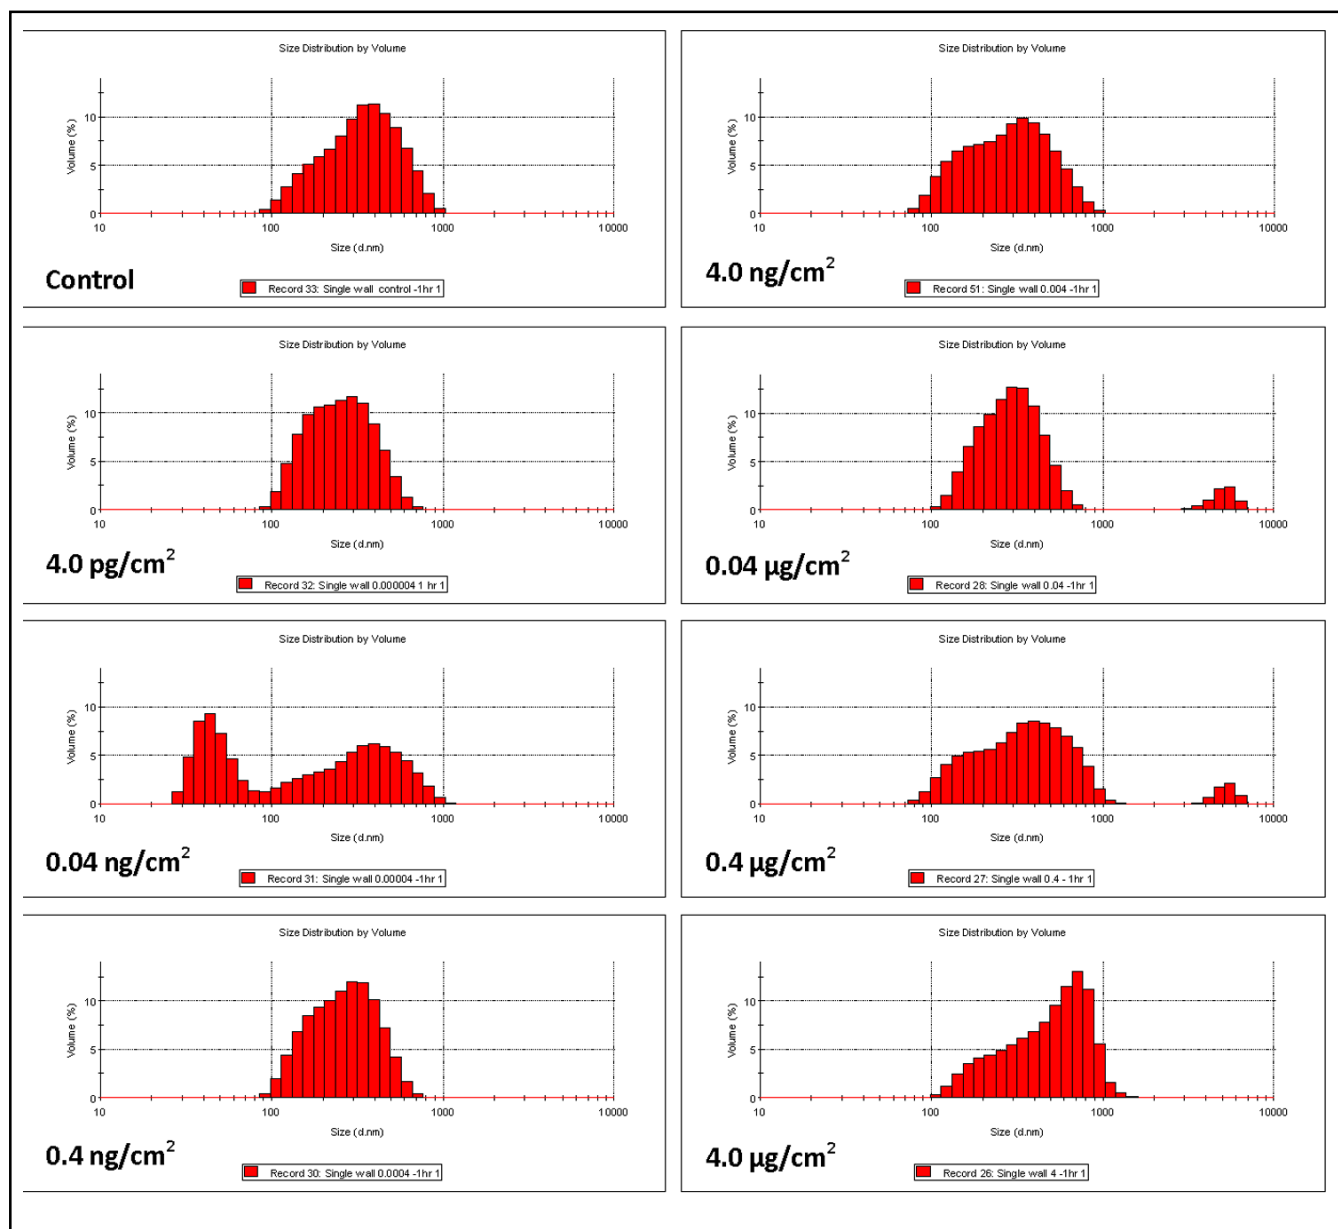 Size Distribution by Volume
Volume (%)
10
5
0
10 100 1000 10000
Size (d.nm)
Control
Record 33: Single wall control -1hr 1
Size Distribution by Volume
Volume (%)
10
5
0
10 100 1000 10000
Size (d.nm)
4.0 ng/cm²
Record 51: Single wall 0.004 -1hr 1
Size Distribution by Volume
Volume (%)
10
5
0
10 100 1000 10000
Size (d.nm)
4.0 pg/cm²
Record 32: Single wall 0.000004 1 hr 1
Size Distribution by Volume
Volume (%)
10
5
0
10 100 1000 10000
Size (d.nm)
0.04 µg/cm²
Record 28: Single wall 0.04 -1hr 1
Size Distribution by Volume
Volume (%)
10
5
0
10 100 1000 10000
Size (d.nm)
0.04 ng/cm²
Record 31: Single wall 0.00004 -1hr 1
Size Distribution by Volume
Volume (%)
10
5
0
10 100 1000 10000
Size (d.nm)
0.4 µg/cm²
Record 27: Single wall 0.4 - 1hr 1
Size Distribution by Volume
Volume (%)
10
5
0
10 100 1000 10000
Size (d.nm)
0.4 ng/cm²
Record 30: Single wall 0.0004 -1hr 1
Size Distribution by Volume
Volume (%)
10
5
0
10 100 1000 10000
Size (d.nm)
4.0 µg/cm²
Record 26: Single wall 4 -1hr 1